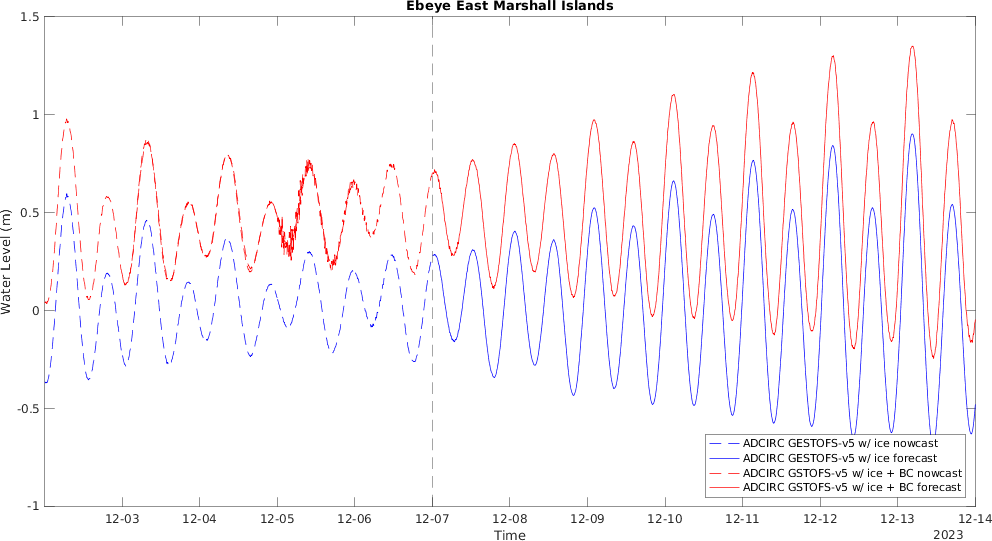 Ebeye East Marshall Islands
1.5
1
0.5
0
-0.5
-1
Water Level (m)
12-03 12-04 12-05 12-06 12-07 12-08 12-09 12-10 12-11 12-12 12-13 12-14
Time
2023
ADCIRC GESTOFS-v5 w/ ice nowcast
ADCIRC GESTOFS-v5 w/ ice forecast
ADCIRC GSTOFS-v5 w/ ice + BC nowcast
ADCIRC GSTOFS-v5 w/ ice + BC forecast